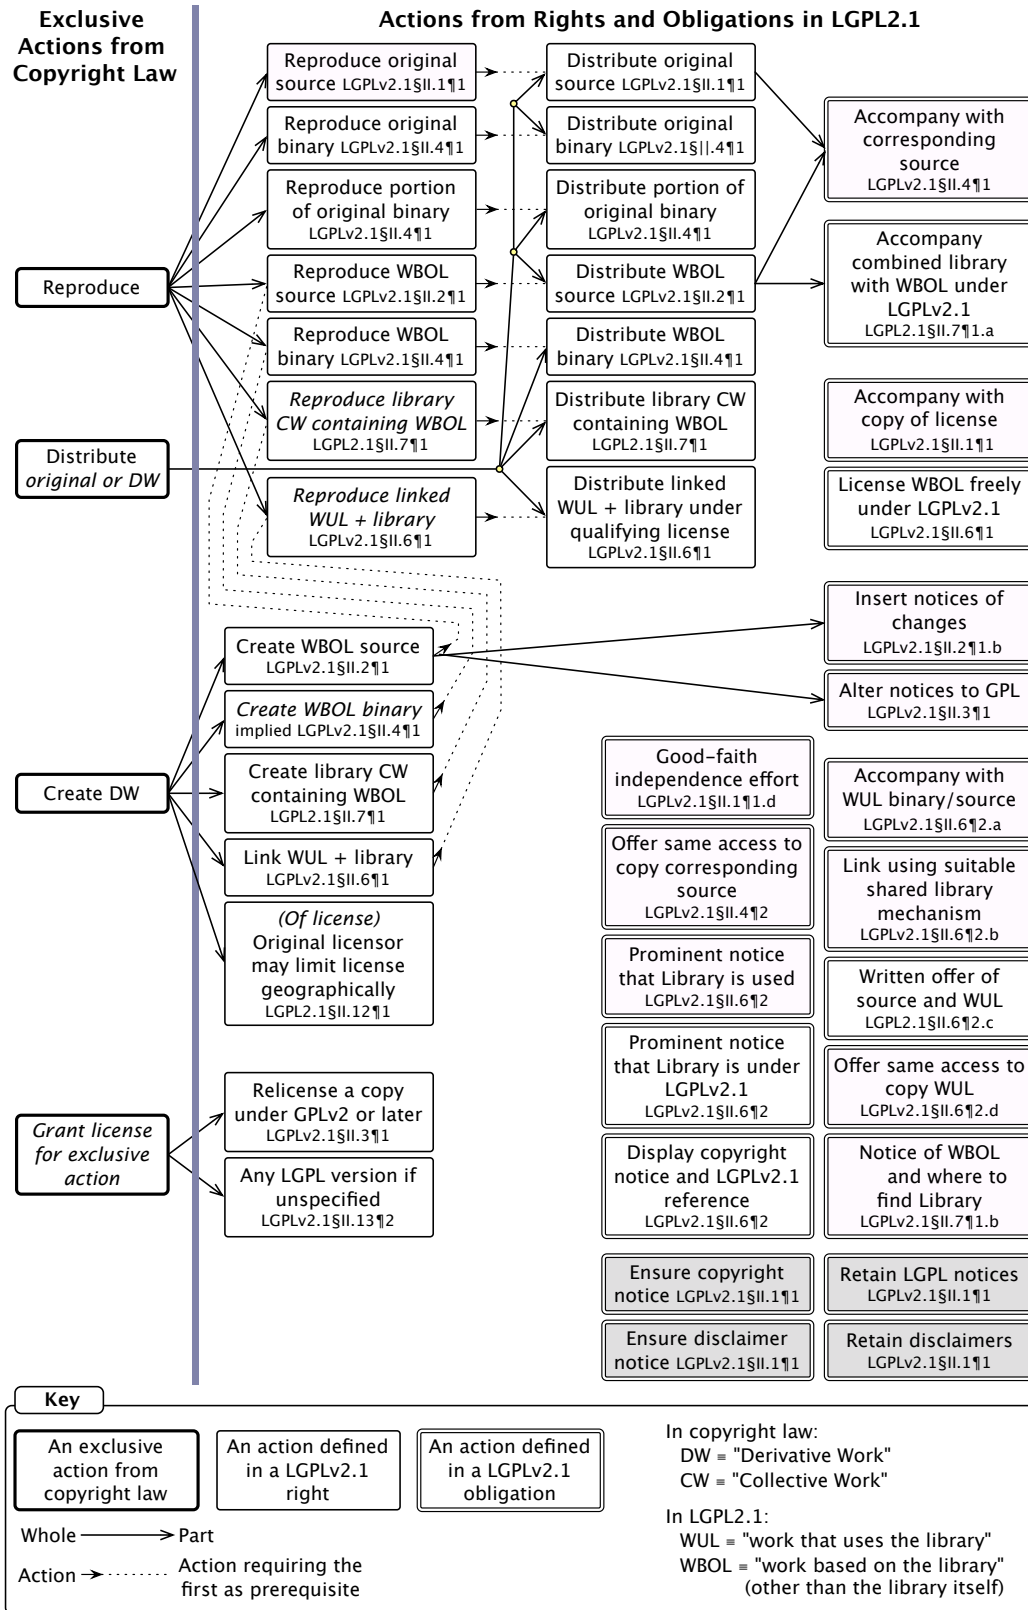 Exclusive
Actions from
Copyright Law
Actions from Rights and Obligations in LGPL2.1
Reproduce
Distribute
original or DW
Create DW
Grant license
for exclusive
action
Reproduce original
source LGPLv2.1§II.1¶1
Reproduce original
binary LGPLv2.1§II.4¶1
Reproduce portion
of original binary
LGPLv2.1§II.4¶1
Reproduce WBOL
source LGPLv2.1§II.2¶1
Reproduce WBOL
binary LGPLv2.1§II.4¶1
Reproduce library
CW containing WBOL
LGPL2.1§II.7¶1
Reproduce linked
WUL + library
LGPLv2.1§II.6¶1
Distribute original
source LGPLv2.1§II.1¶1
Distribute original
binary LGPLv2.1§||.4¶1
Distribute portion of
original binary
LGPLv2.1§II.4¶1
Distribute WBOL
source LGPLv2.1§II.2¶1
Distribute WBOL
binary LGPLv2.1§II.4¶1
Distribute library CW
containing WBOL
LGPL2.1§II.7¶1
Distribute linked
WUL + library under
qualifying license
LGPLv2.1§II.6¶1
Accompany with
corresponding
source
LGPLv2.1§II.4¶1
Accompany
combined library
with WBOL under
LGPLv2.1
LGPL2.1§II.7¶1.a
Accompany with
copy of license
LGPLv2.1§II.1¶1
License WBOL freely
under LGPLv2.1
LGPLv2.1§II.6¶1
Insert notices of
changes
LGPLv2.1§II.2¶1.b
Alter notices to GPL
LGPLv2.1§II.3¶1
Create WBOL source
LGPLv2.1§II.2¶1
Create WBOL binary
implied LGPLv2.1§II.4¶1
Create library CW
containing WBOL
LGPL2.1§II.7¶1
Link WUL + library
LGPLv2.1§II.6¶1
(Of license)
Original licensor
may limit license
geographically
LGPL2.1§II.12¶1
Relicense a copy
under GPLv2 or later
LGPLv2.1§II.3¶1
Any LGPL version if
unspecified
LGPLv2.1§II.13¶2
Good-faith
independence effort
LGPLv2.1§II.1¶1.d
Offer same access to
copy corresponding
source
LGPLv2.1§II.4¶2
Prominent notice
that Library is used
LGPLv2.1§II.6¶2
Prominent notice
that Library is under
LGPLv2.1
LGPLv2.1§II.6¶2
Display copyright
notice and LGPLv2.1
reference
LGPLv2.1§II.6¶2
Accompany with
WUL binary/source
LGPLv2.1§II.6¶2.a
Link using suitable
shared library
mechanism
LGPLv2.1§II.6¶2.b
Written offer of
source and WUL
LGPL2.1§II.6¶2.c
Offer same access to
copy WUL
LGPLv2.1§II.6¶2.d
Notice of WBOL
and where to
find Library
LGPLv2.1§II.7¶1.b
Ensure copyright
notice LGPLv2.1§II.1¶1
Retain LGPL notices
LGPLv2.1§II.1¶1
Ensure disclaimer
notice LGPLv2.1§II.1¶1
Retain disclaimers
LGPLv2.1§II.1¶1
Key
An exclusive
action from
copyright law
An action defined
in a LGPLv2.1
right
An action defined
in a LGPLv2.1
obligation
Whole
Part
Action
Action requiring the
first as prerequisite
In copyright law:
DW ≡ "Derivative Work"
CW ≡ "Collective Work"
In LGPL2.1:
WUL ≡ "work that uses the library"
WBOL ≡ "work based on the library"
(other than the library itself)